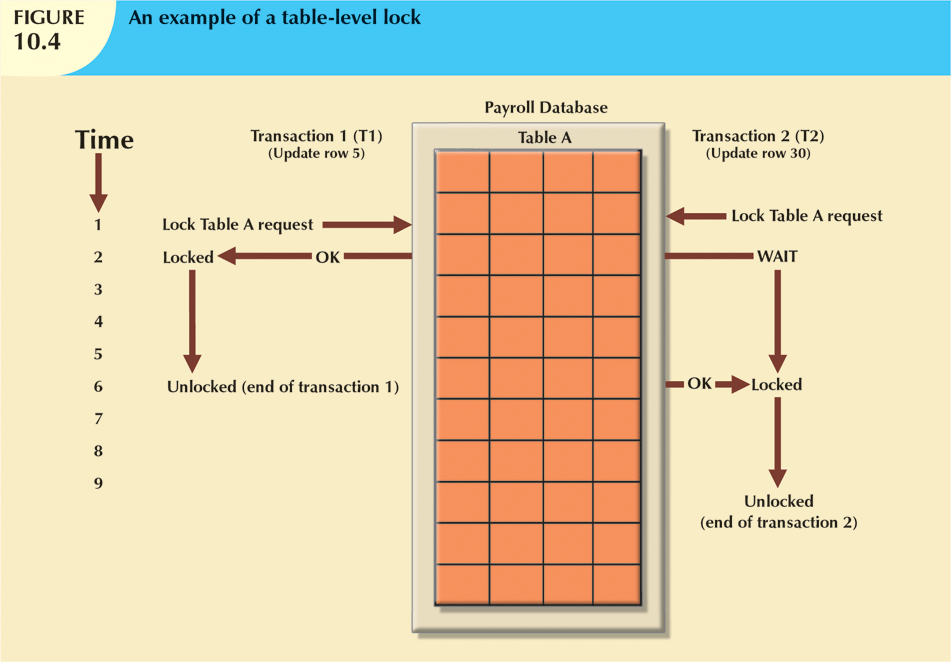 FIGURE
10.4
An example of a table-level lock
Payroll Database
Time
Transaction 1 (T1)
(Update row 5)
Table A
Transaction 2 (T2)
(Update row 30)
1
Lock Table A request
Lock Table A request
2
Locked
OK
WAIT
3
4
5
6
Unlocked (end of transaction 1)
OK
Locked
7
8
9
Unlocked
(end of transaction 2)